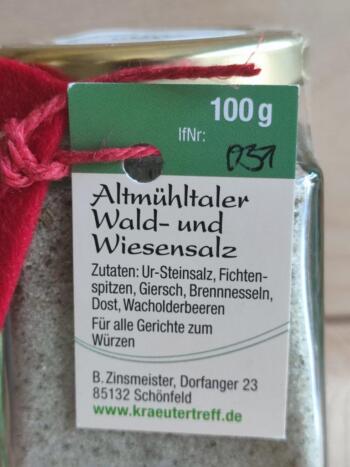 100 g
lfNr:
Altmühltaler
Wald- und
Wiesensalz
Zutaten: Ur-Steinsalz, Fichten-
spitzen, Giersch, Brennnesseln,
Dost, Wacholderbeeren
Für alle Gerichte zum
Würzen
B. Zinsmeister, Dorfanger 23
85132 Schönfeld
www.kraeutertreff.de